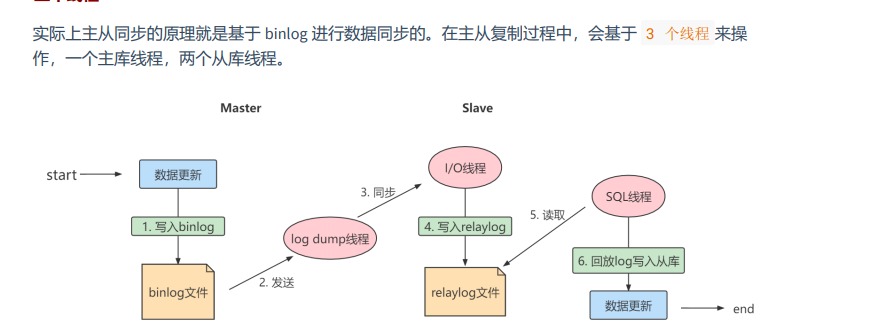 实际上主从同步的原理就是基于 binlog 进行数据同步的。在主从复制过程中，会基于 3 个线程 来操
作，一个主库线程，两个从库线程。
Master
Slave
start
数据更新
1. 写入binlog
binlog文件
2. 发送
log dump线程
3. 同步
I/O线程
4. 写入relaylog
relaylog文件
5. 读取
SQL线程
6. 回放log写入从库
数据更新
end